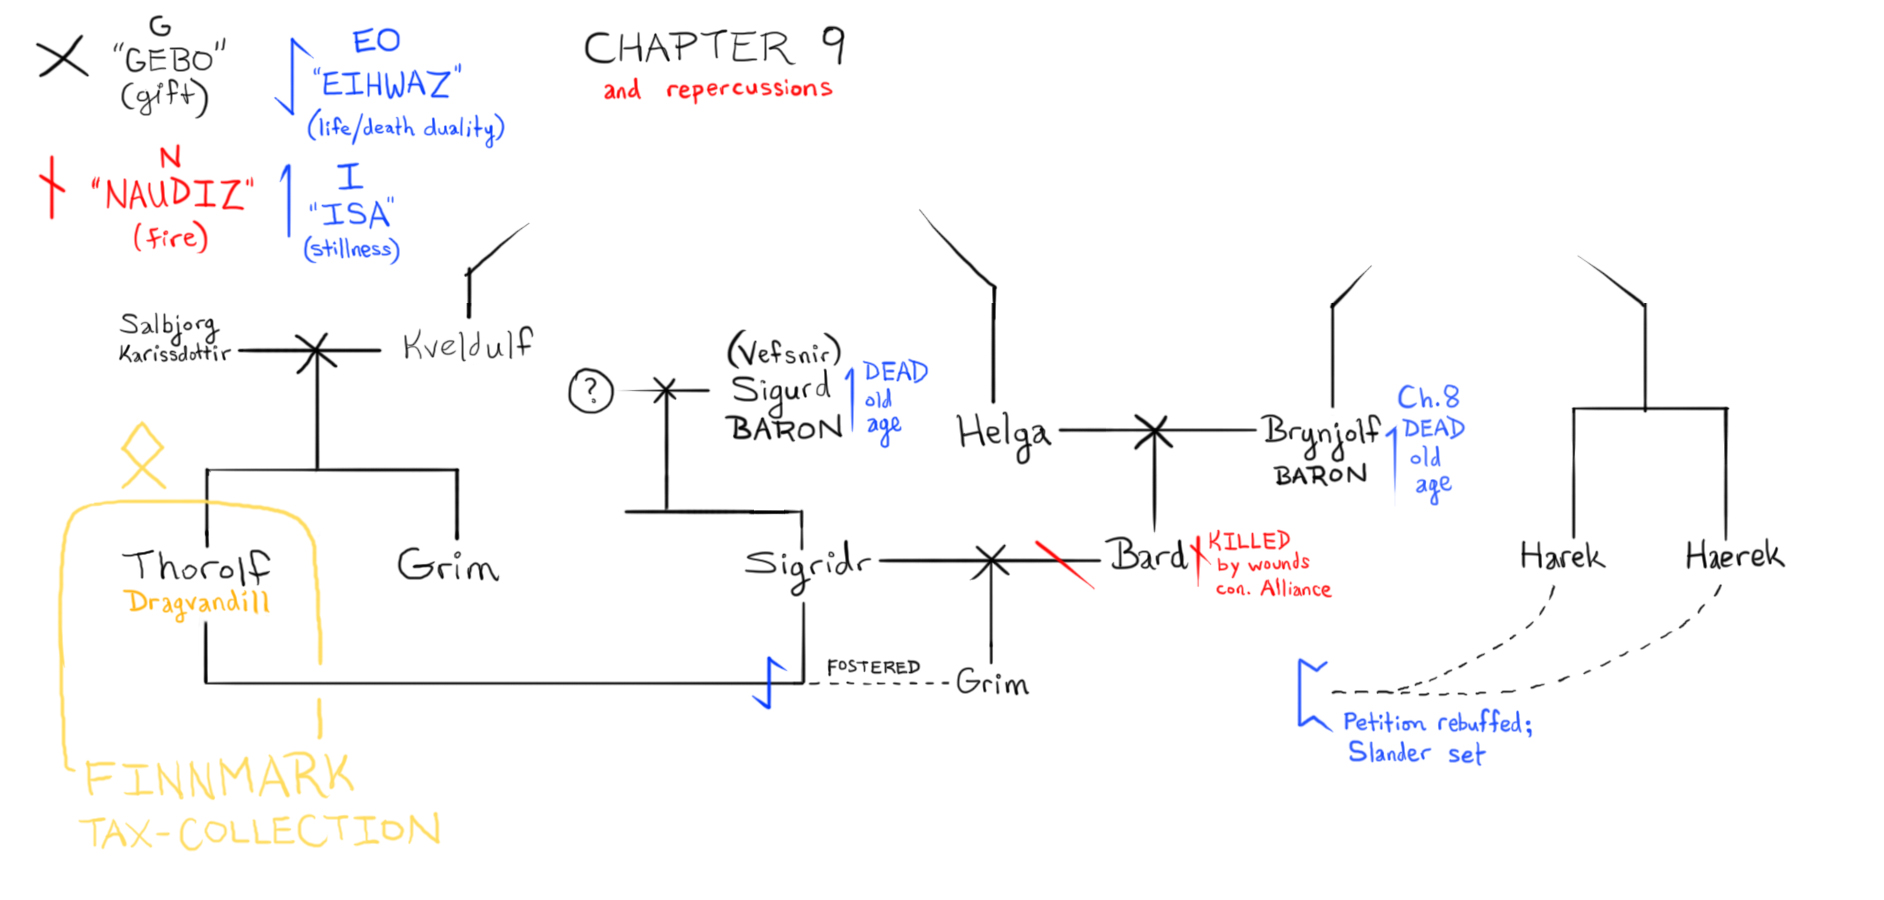 G
"GEBO"
(gift)
EO
"EIHWAZ"
(life/death duality)
CHAPTER 9
and repercussions
N
"NAUDIZ"
(fire)
I
"ISA"
(stillness)
Salbjorg
Karissdottir
Kveldulf
?
(Vefsnir)
Sigurd
BARON
DEAD
old
age
Helga
Brynjolf
BARON
Ch.8
DEAD
old
age
Thorolf
Dragvandill
Grim
Sigridr
Bard
KILLED
by wounds
con. Alliance
Harek
Haerek
FOSTERED
Grim
Petition rebuffed;
Slander set
FINNMARK
TAX-COLLECTION